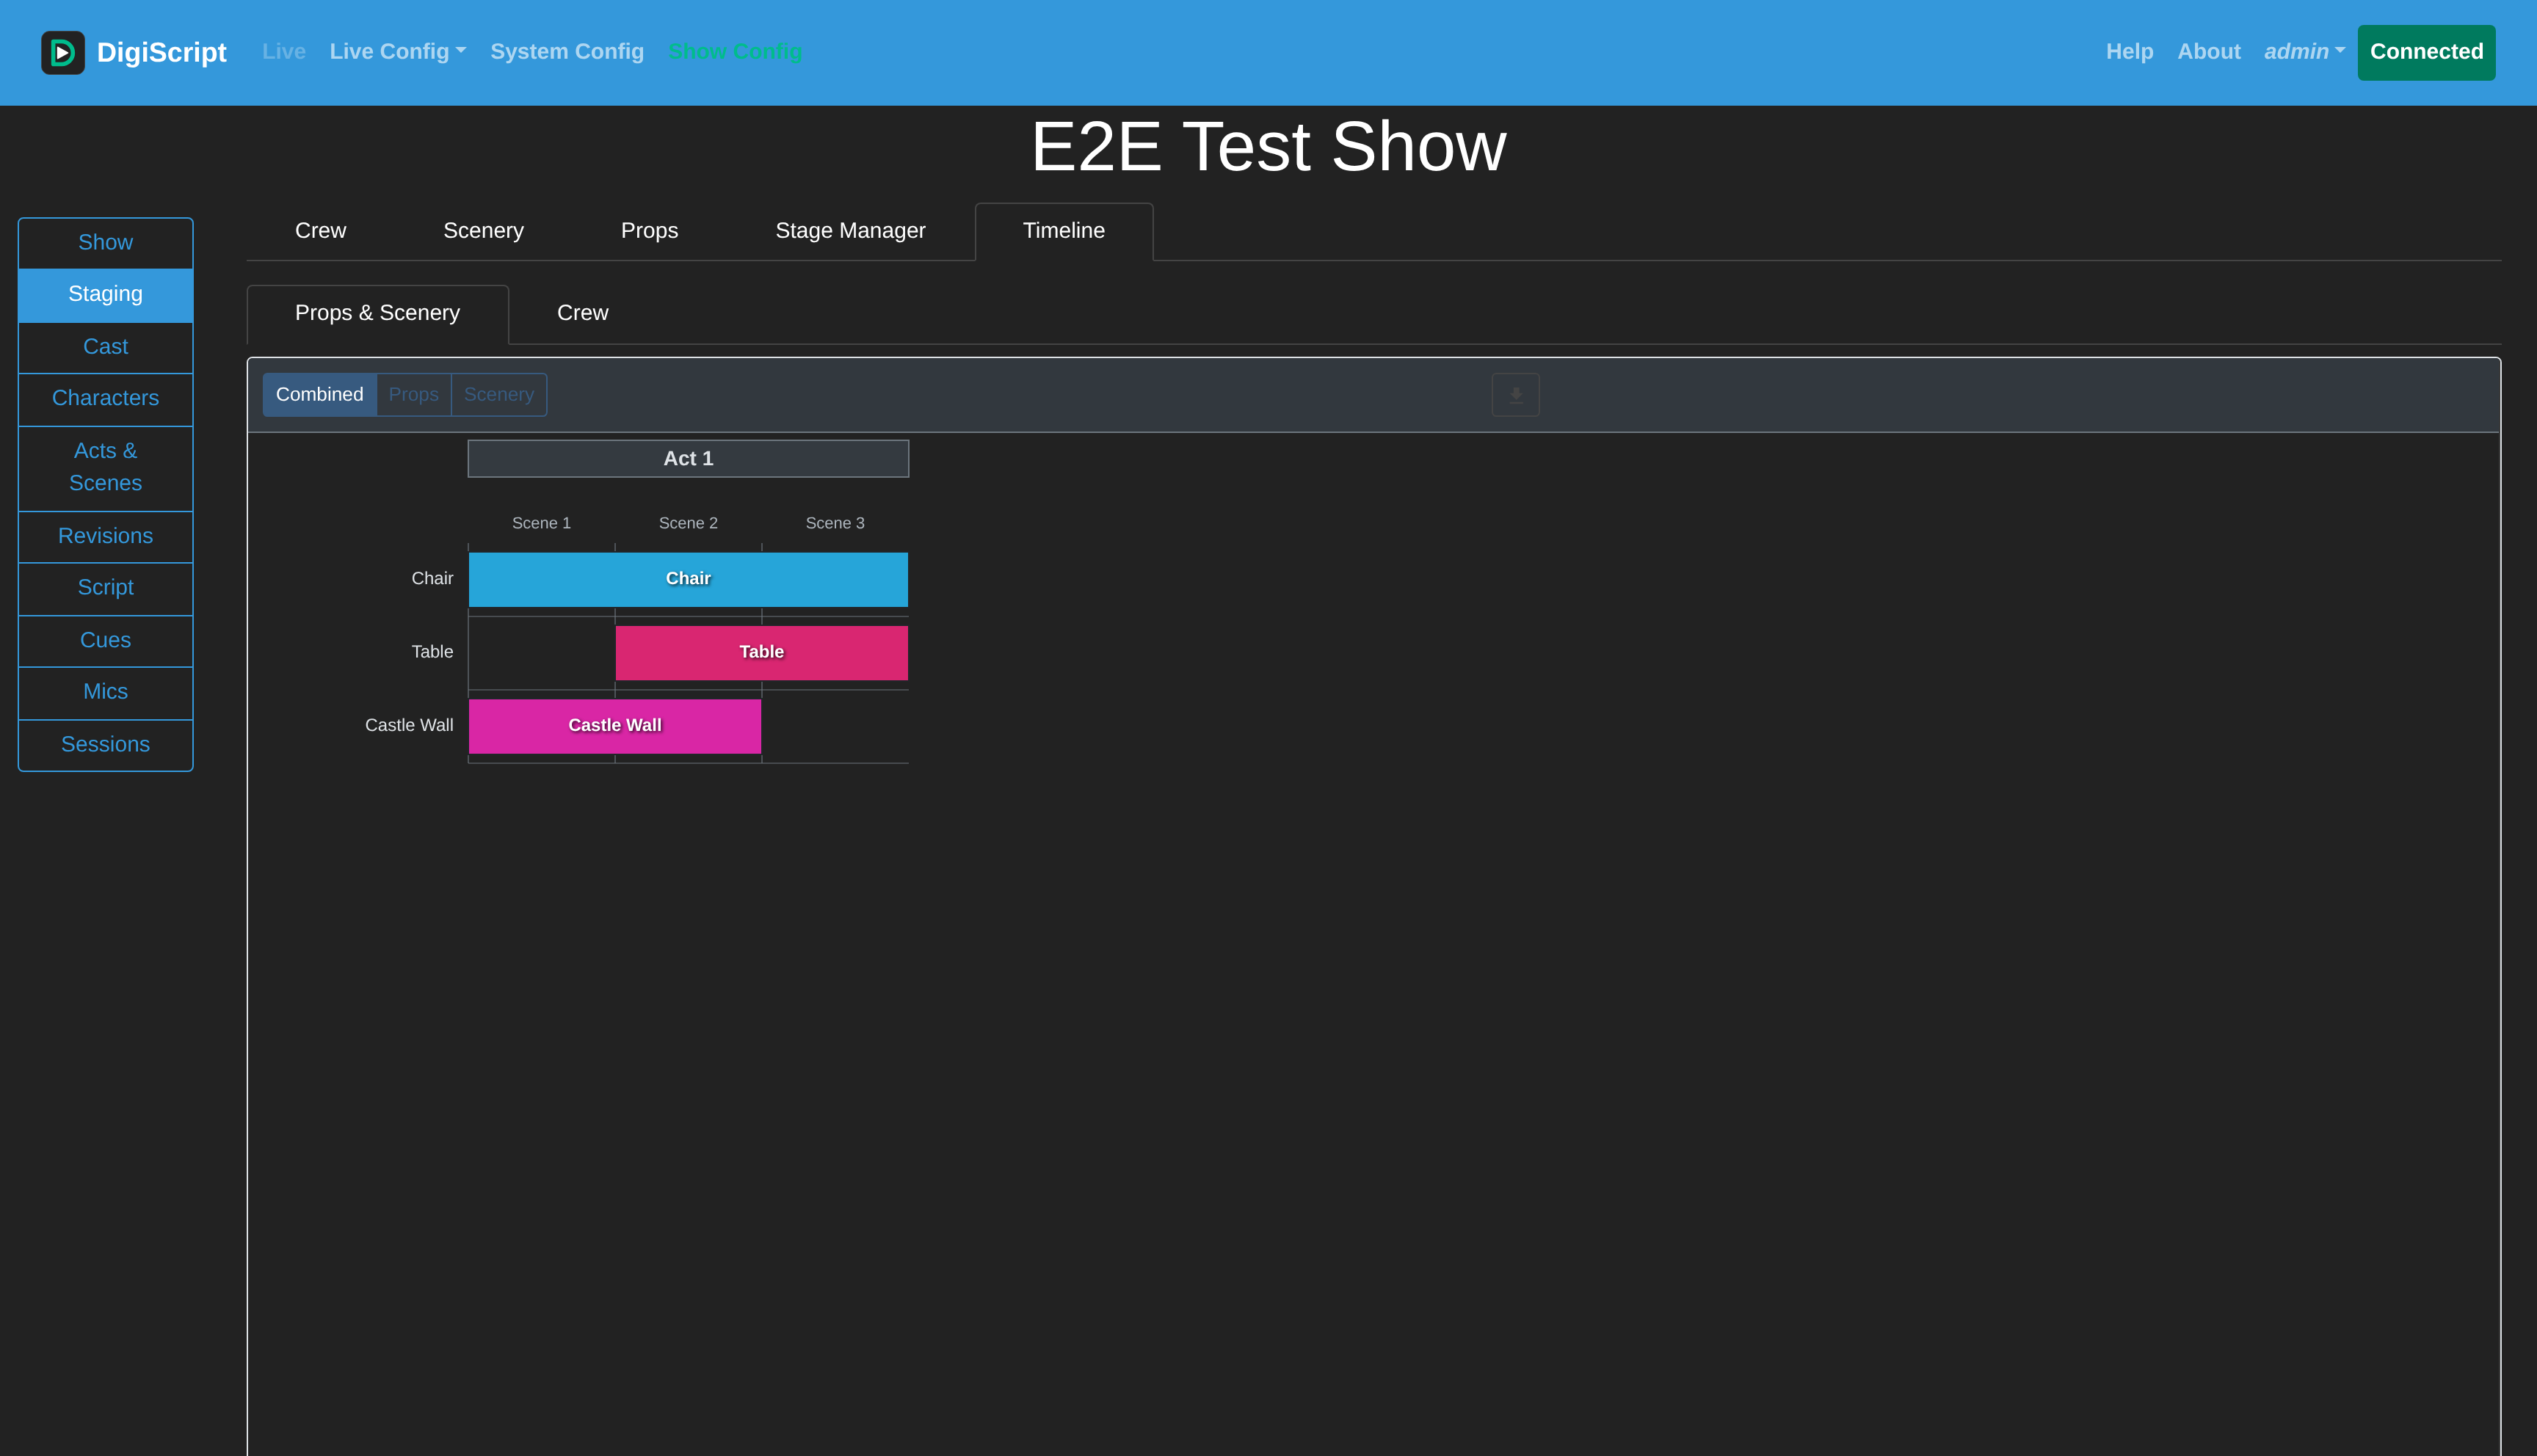 DigiScript Live Live Config System Config Show Config Help About admin Connected
E2E Test Show
Show
Staging
Cast
Characters
Acts &
Scenes
Revisions
Script
Cues
Mics
Sessions
Crew Scenery Props Stage Manager Timeline
Props & Scenery Crew
Combined Props Scenery
Act 1
Scene 1 Scene 2 Scene 3
Chair Chair
Table Table
Castle Wall Castle Wall